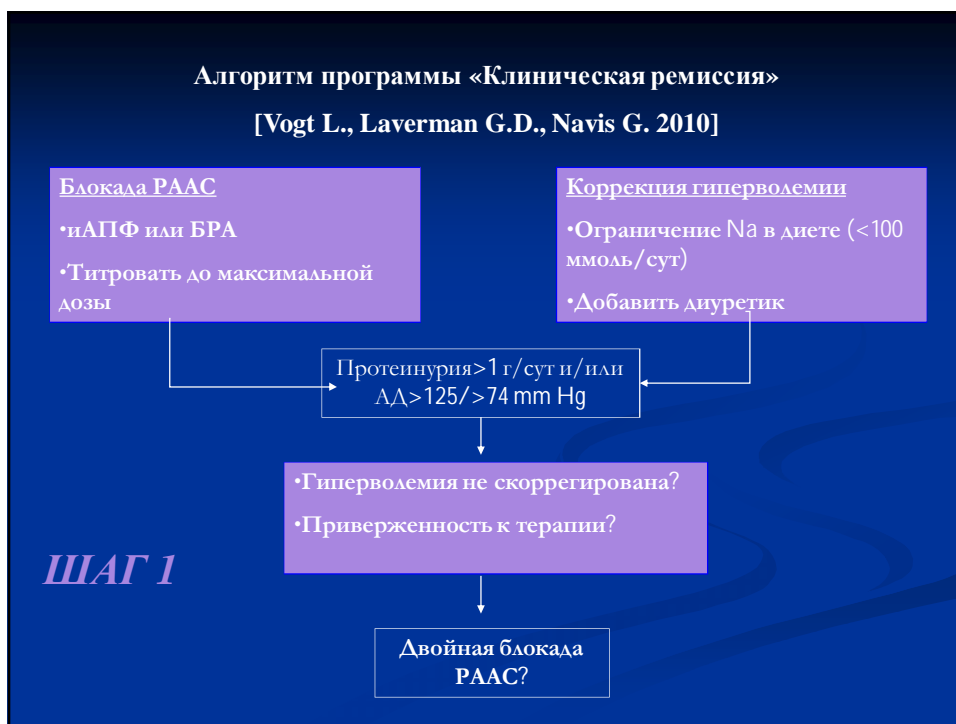 Алгоритм программы «Клиническая ремиссия»
[Vogt L., Laverman G.D., Navis G. 2010]
Блокада РААС
•иАПФ или БРА
•Титровать до максимальной
дозы
Коррекция гиперволемии
•Ограничение Na в диете (<100
ммоль/сут)
•Добавить диуретик
Протеинурия>1 г/сут и/или
АД>125/>74 mm Hg
•Гиперволемия не скоррегирована?
•Приверженность к терапии?
ШАГ 1
Двойная блокада
РААС?